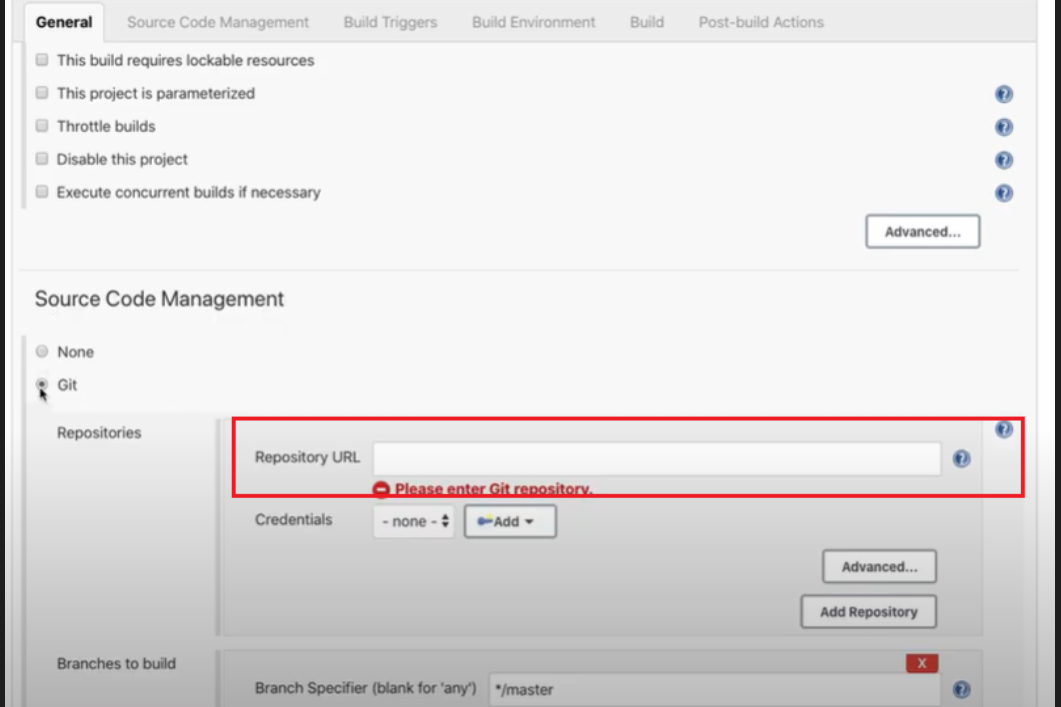 General Source Code Management Build Triggers Build Environment Build Post-build Actions
This build requires lockable resources
This project is parameterized
Throttle builds
Disable this project
Execute concurrent builds if necessary
Advanced...
Source Code Management
None
Git
Repositories
Repository URL
Please enter Git repository.
Credentials - none - Add
Advanced...
Add Repository
Branches to build
X
Branch Specifier (blank for 'any') */master